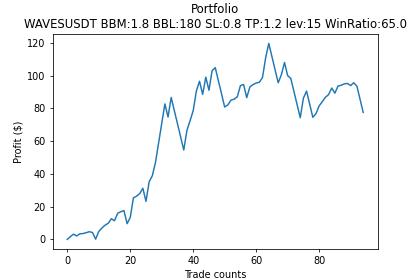 Portfolio
WAVESUSDT BBM:1.8 BBL:180 SL:0.8 TP:1.2 lev:15 WinRatio:65.0
120
100
80
60
40
20
0
Profit ($)
0 20 40 60 80
Trade counts